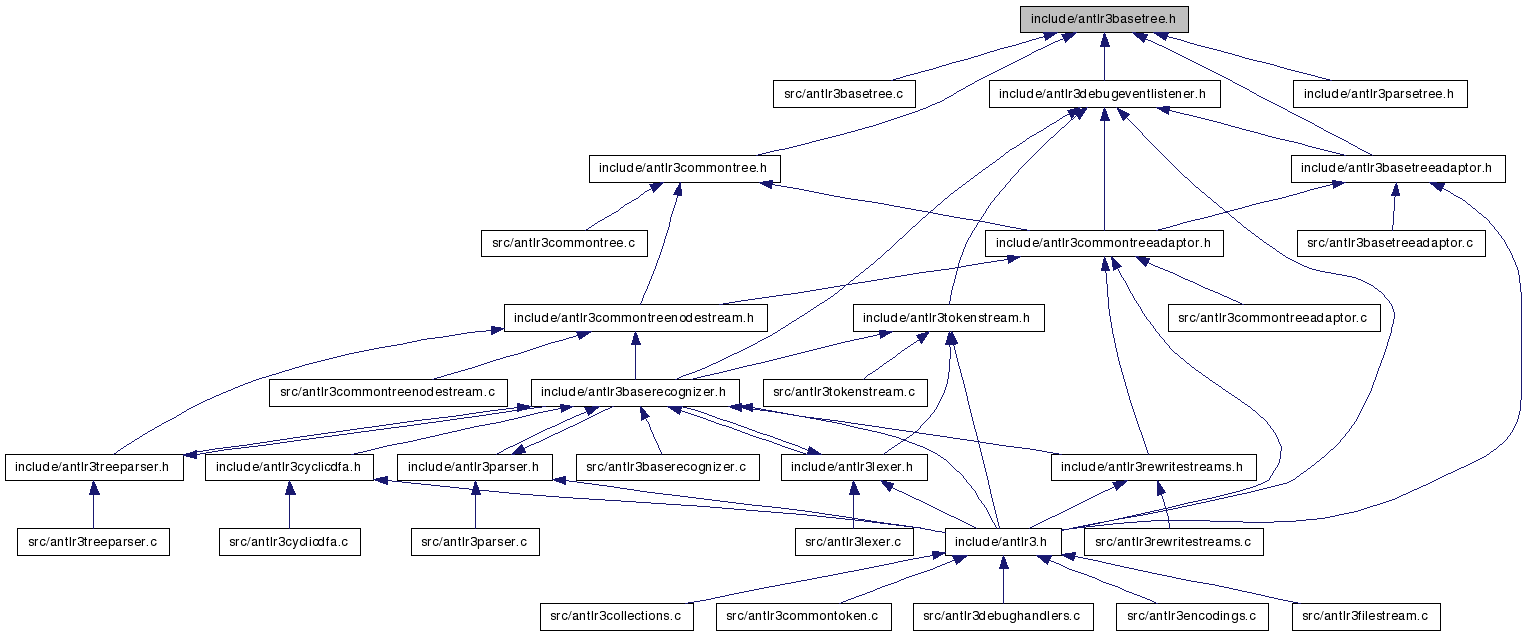 include/antlr3basetree.h
src/antlr3basetree.c
include/antlr3debugeventlistener.h
include/antlr3parsetree.h
include/antlr3commontree.h
include/antlr3basetreeadaptor.h
src/antlr3commontree.c
include/antlr3commontreeadaptor.h
src/antlr3basetreeadaptor.c
include/antlr3commontreenodestream.h
include/antlr3tokenstream.h
src/antlr3commontreeadaptor.c
src/antlr3commontreenodestream.c
include/antlr3baserecognizer.h
src/antlr3tokenstream.c
include/antlr3treeparser.h
include/antlr3cyclicdfa.h
include/antlr3parser.h
src/antlr3baserecognizer.c
include/antlr3lexer.h
include/antlr3rewritestreams.h
src/antlr3treeparser.c
src/antlr3cyclicdfa.c
src/antlr3parser.c
src/antlr3lexer.c
include/antlr3.h
src/antlr3rewritestreams.c
src/antlr3collections.c
src/antlr3commontoken.c
src/antlr3debughandlers.c
src/antlr3encodings.c
src/antlr3filestream.c